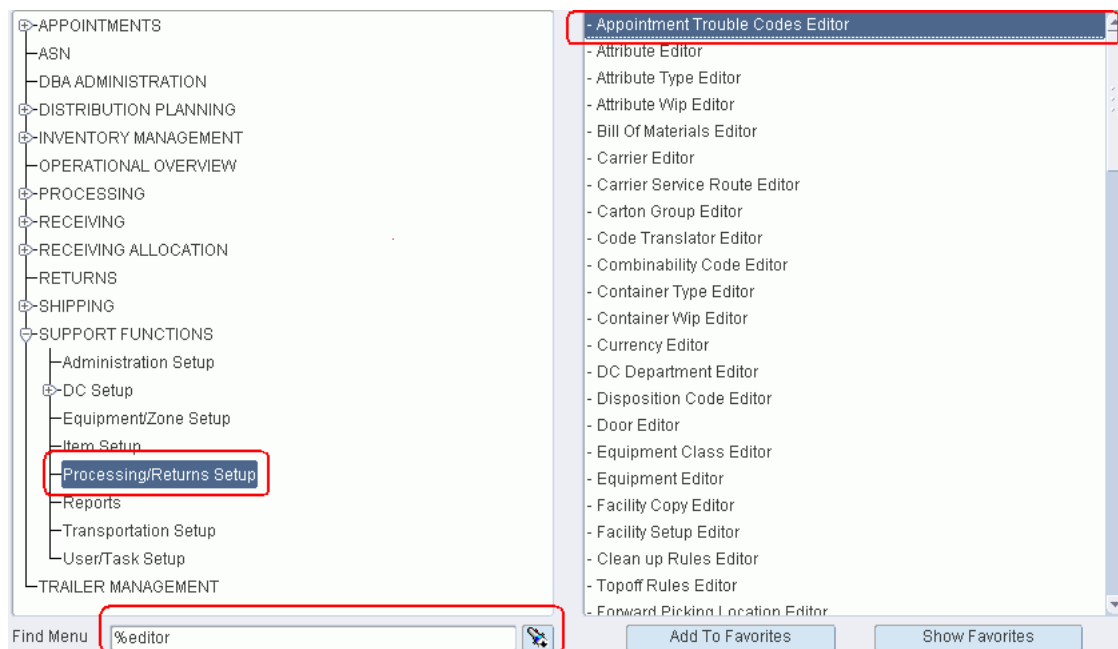 APPOINTMENTS
ASN
DBA ADMINISTRATION
DISTRIBUTION PLANNING
INVENTORY MANAGEMENT
OPERATIONAL OVERVIEW
PROCESSING
RECEIVING
RECEIVING ALLOCATION
RETURNS
SHIPPING
SUPPORT FUNCTIONS
Administration Setup
DC Setup
Equipment/Zone Setup
Item Setup
Processing/Returns Setup
Reports
Transportation Setup
User/Task Setup
TRAILER MANAGEMENT
Find Menu %editor
- Appointment Trouble Codes Editor
- Attribute Editor
- Attribute Type Editor
- Attribute Wip Editor
- Bill Of Materials Editor
- Carrier Editor
- Carrier Service Route Editor
- Carton Group Editor
- Code Translator Editor
- Combinability Code Editor
- Container Type Editor
- Container Wip Editor
- Currency Editor
- DC Department Editor
- Disposition Code Editor
- Door Editor
- Equipment Class Editor
- Equipment Editor
- Facility Copy Editor
- Facility Setup Editor
- Clean up Rules Editor
- Topoff Rules Editor
- Forward Picking Location Editor
Add To Favorites Show Favorites